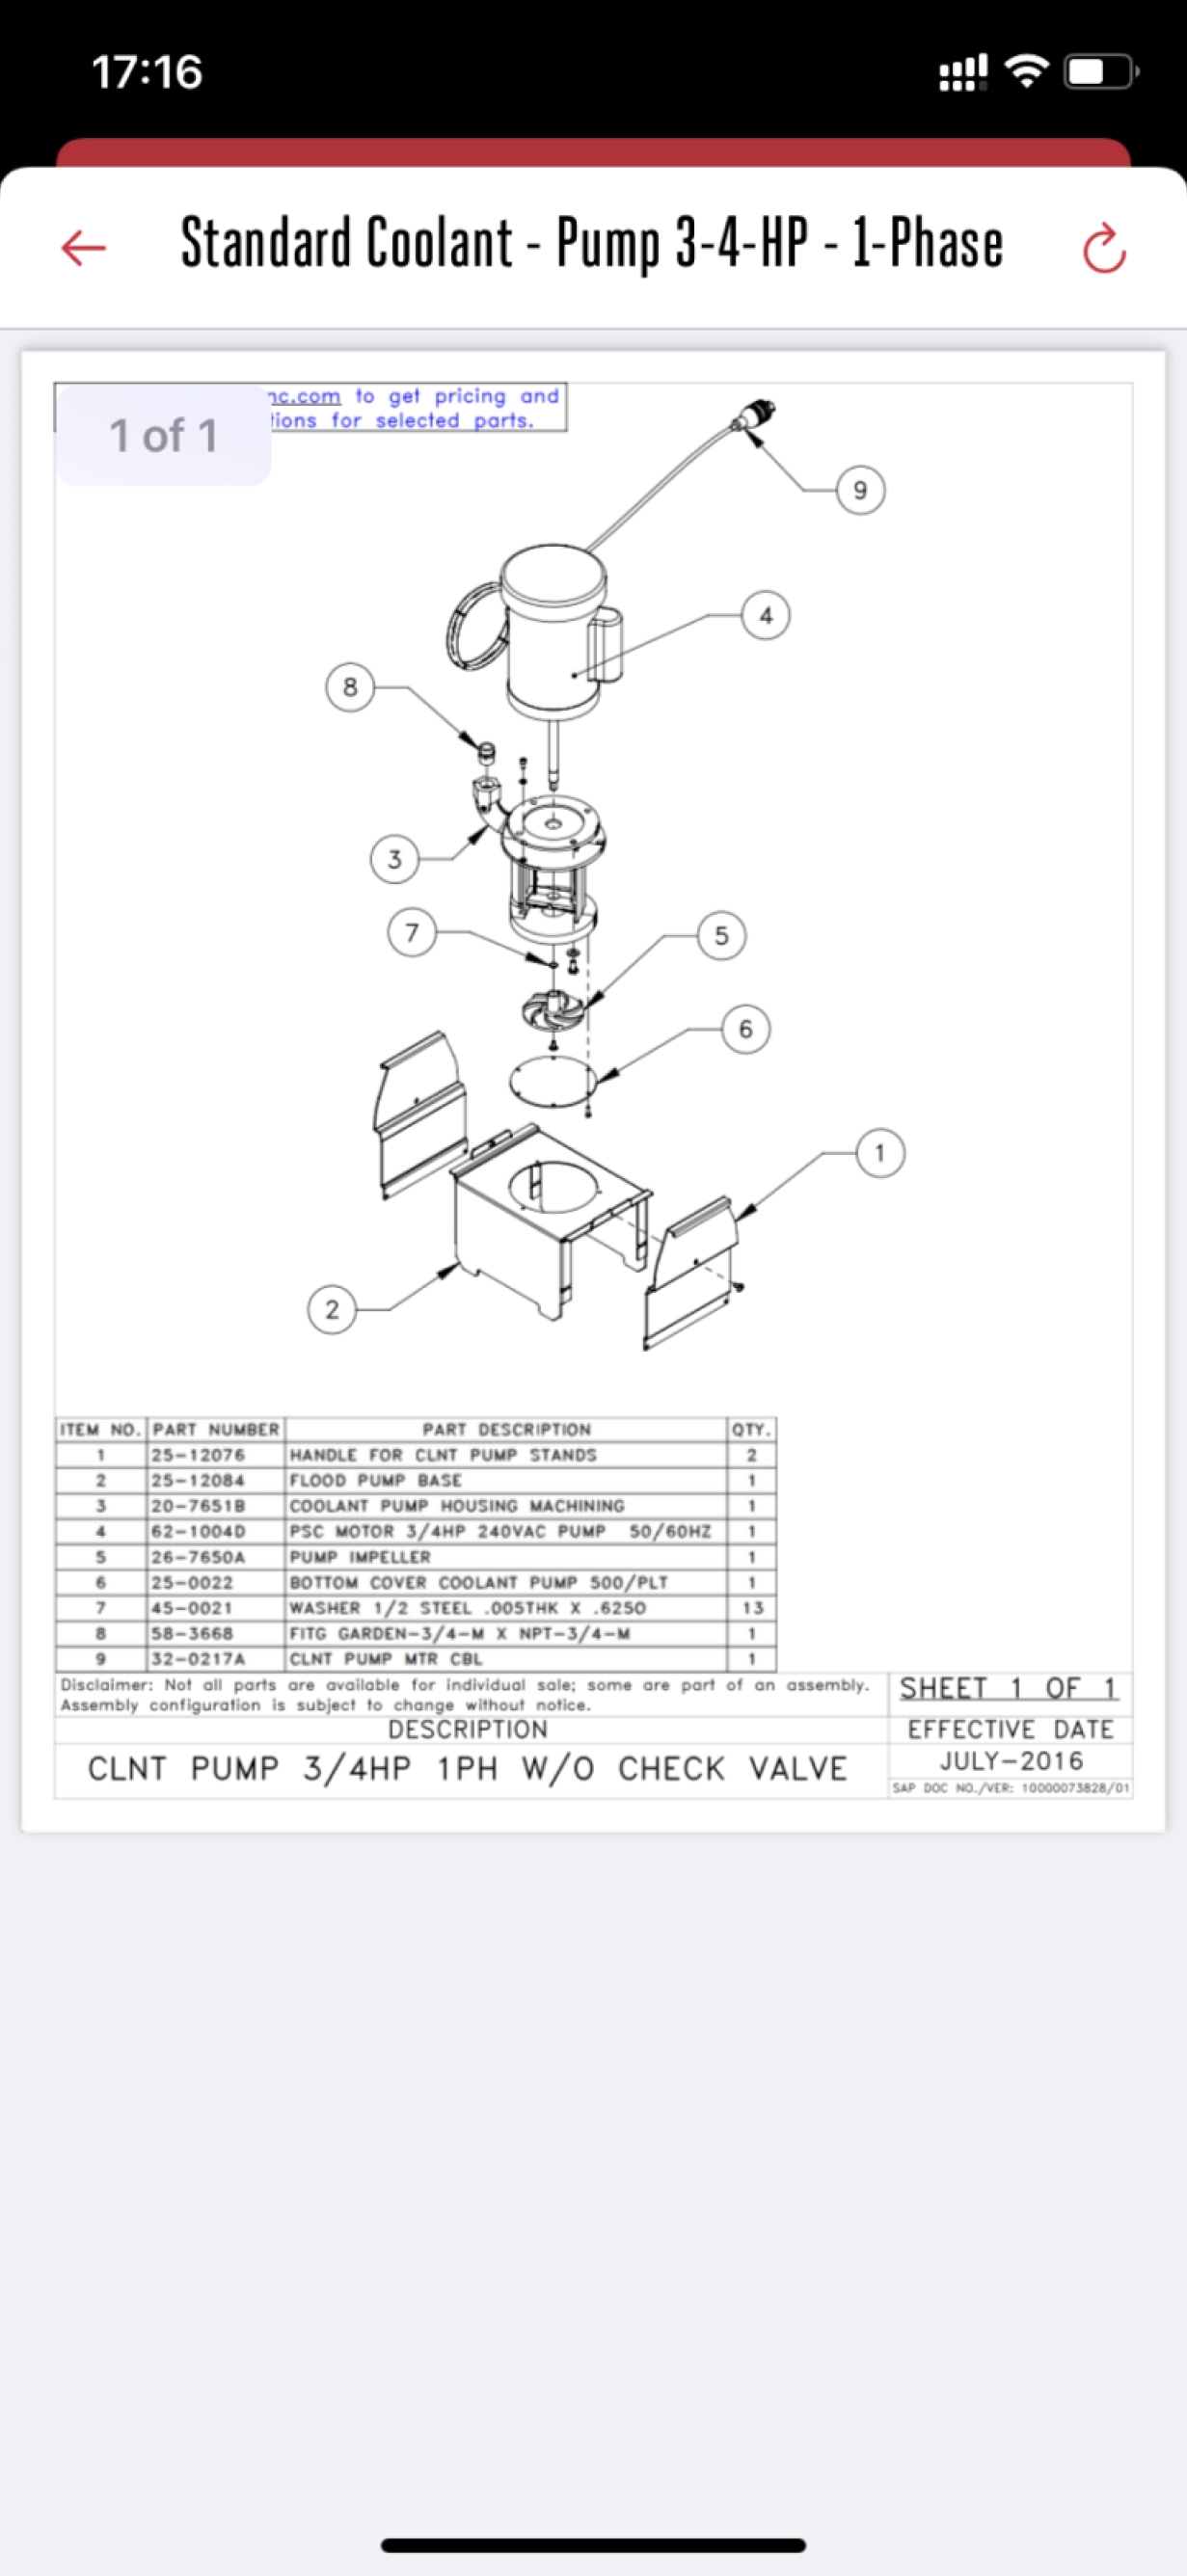 17:16
Standard Coolant - Pump 3-4-HP - 1-Phase
nc.com to get pricing and
1 of 1
for selected parts.
9
4
8
3
7
5
6
1
2
ITEM NO. PART NUMBER PART DESCRIPTION QTY.
1 25-12076 HANDLE FOR CLNT PUMP STANDS 2
2 25-12084 FLOOD PUMP BASE 1
3 20-7651B COOLANT PUMP HOUSING MACHINING 1
4 62-1004D PSC MOTOR 3/4HP 240VAC PUMP 50/60HZ 1
5 26-7650A PUMP IMPELLER 1
6 25-0022 BOTTOM COVER COOLANT PUMP 500/PLT 1
7 45-0021 WASHER 1/2 STEEL .005THK X .6250 13
8 58-3668 FITG GARDEN-3/4-M X NPT-3/4-M 1
9 32-0217A CLNT PUMP MTR CBL 1
Disclaimer: Not all parts are available for individual sale; some are part of an assembly.
Assembly configuration is subject to change without notice.
SHEET 1 OF 1
DESCRIPTION
EFFECTIVE DATE
CLNT PUMP 3/4HP 1PH W/O CHECK VALVE
JULY-2016
SAP DOC NO./VER: 10000073828/01